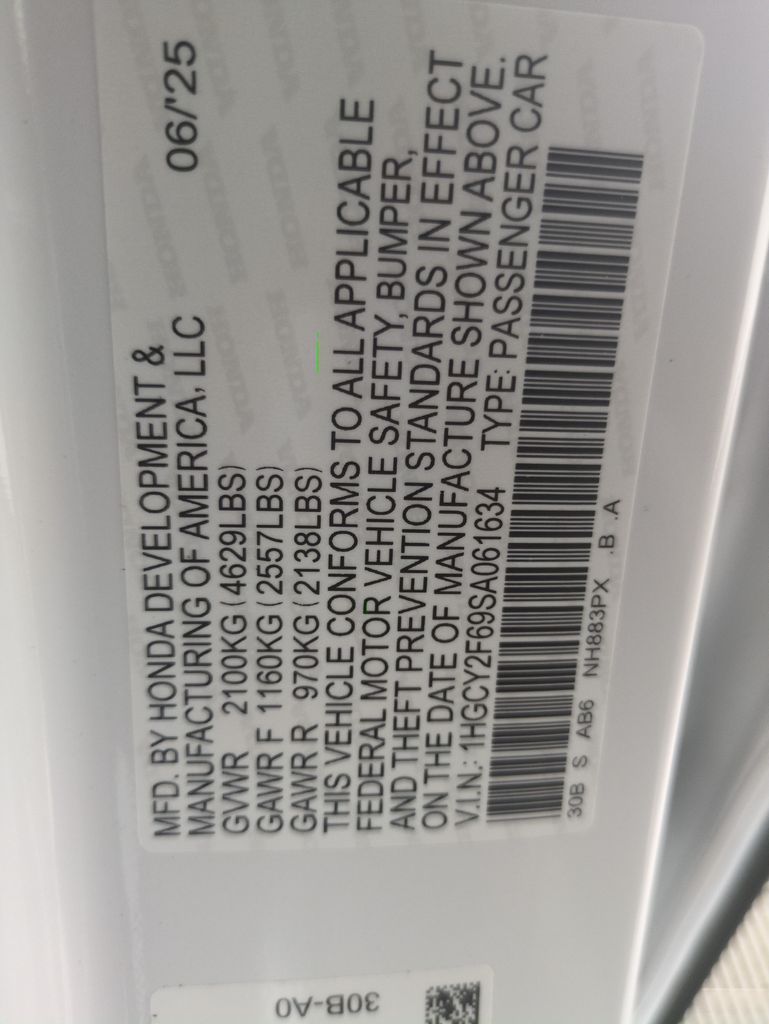 MFD. BY HONDA DEVELOPMENT &
MANUFACTURING OF AMERICA, LLC 06/'25
GVWR 2100KG (4629LBS)
GAWR F 1160KG (2557LBS)
GAWR R 970KG (2138LBS)
THIS VEHICLE CONFORMS TO ALL APPLICABLE
FEDERAL MOTOR VEHICLE SAFETY, BUMPER,
AND THEFT PREVENTION STANDARDS IN EFFECT
ON THE DATE OF MANUFACTURE SHOWN ABOVE.
V.I.N.: 1HGCY2F69SA061634 TYPE: PASSENGER CAR
30B S AB6 NH883PX .B .A
30B-A0
HONDA